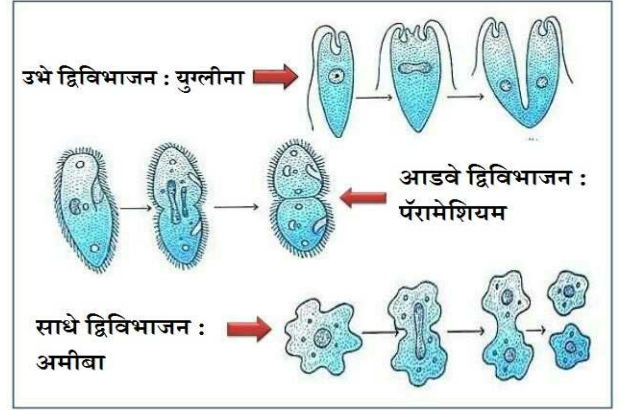 उभे द्विविभाजन : युग्लीना
आडवे द्विविभाजन :
पॅरामेशियम
साधे द्विविभाजन :
अमीबा